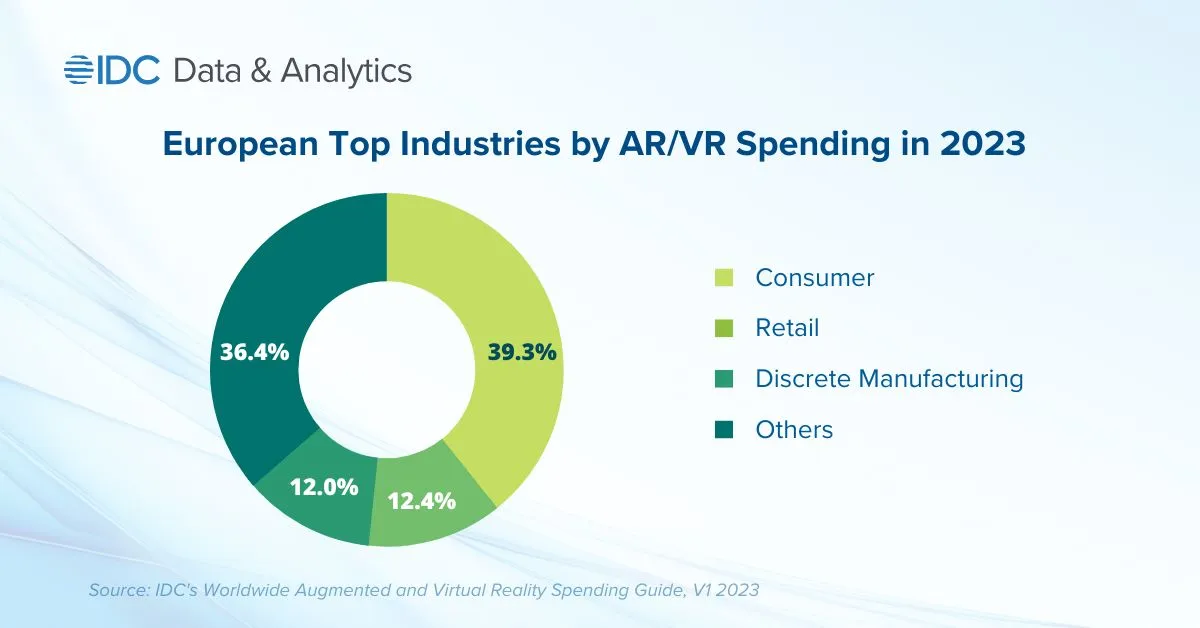 IDC Data & Analytics
European Top Industries by AR/VR Spending in 2023
36.4%
39.3%
12.0%
12.4%
Consumer
Retail
Discrete Manufacturing
Others
Source: IDC's Worldwide Augmented and Virtual Reality Spending Guide, V1 2023